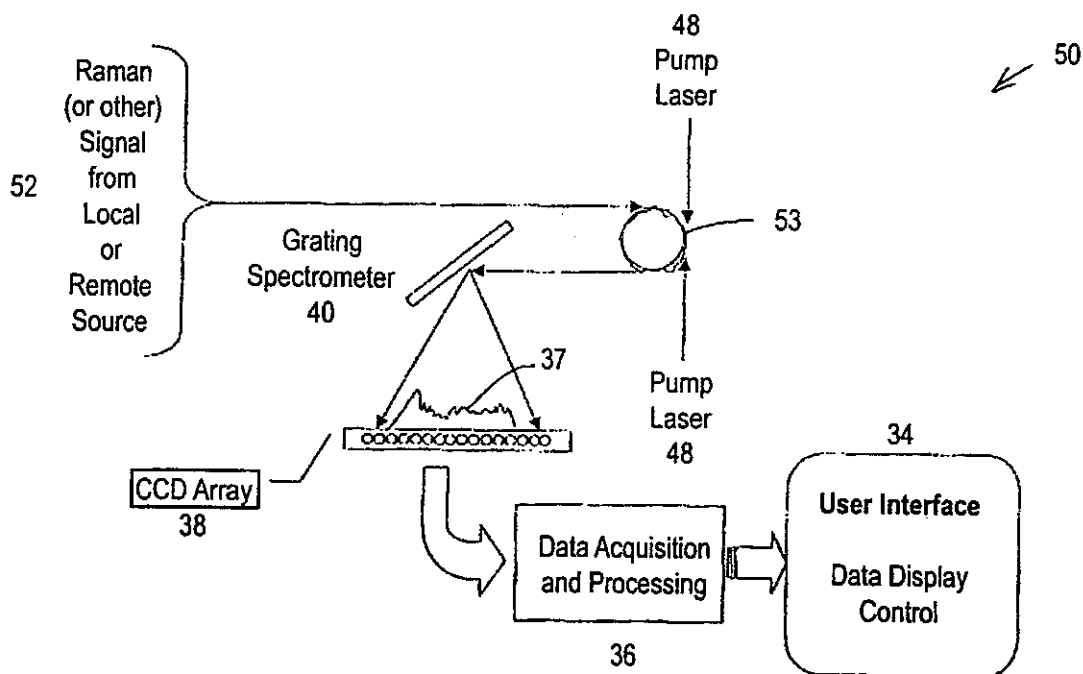 48
Pump
Laser
50
Raman
(or other)
Signal
from
Local
or
Remote
Source
52
53
Grating
Spectrometer
40
37
Pump
Laser
48
CCD Array
38
Data Acquisition
and Processing
36
34
User Interface
Data Display
Control